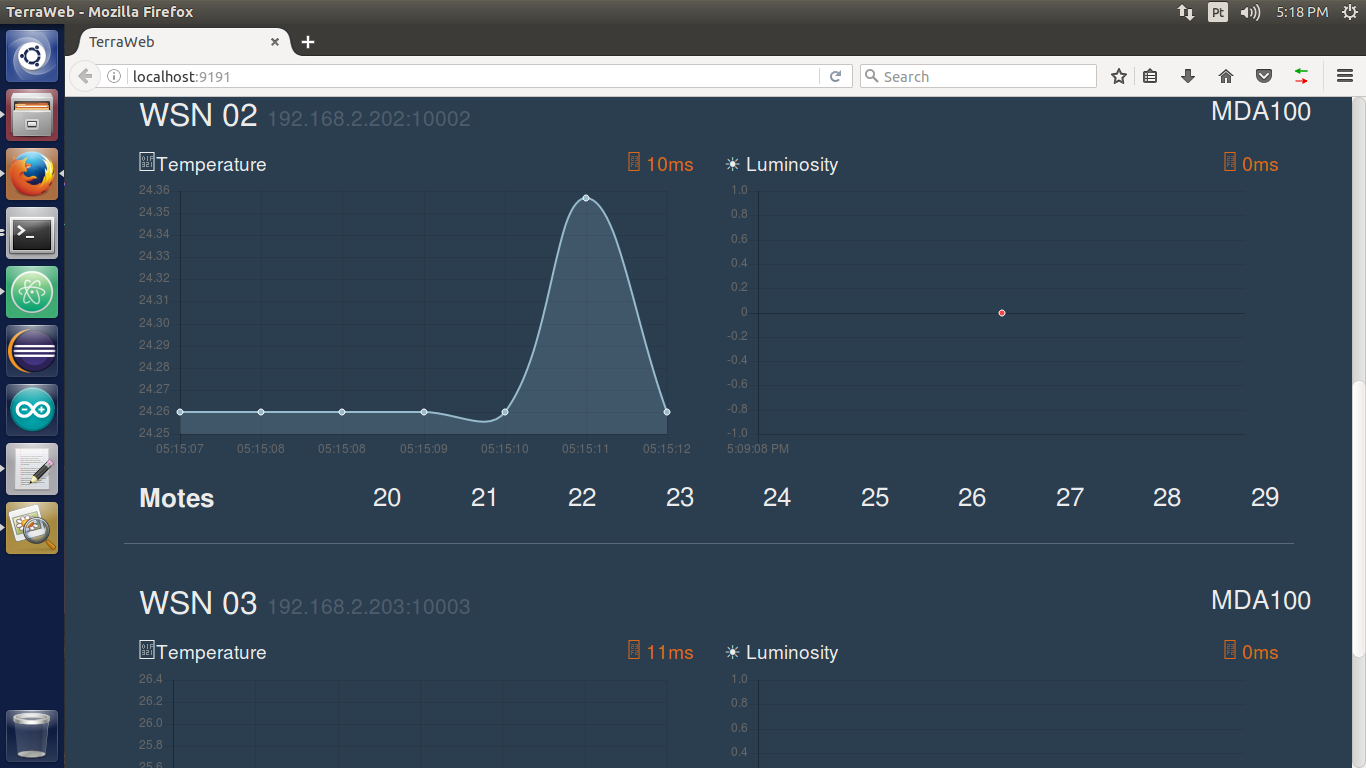 TerraWeb - Mozilla Firefox Pt 5:18 PM
TerraWeb
localhost:9191 Search
WSN 02 192.168.2.202:10002 MDA100
Temperature 10ms Luminosity 0ms
24.36 1.0
24.35 0.8
24.34 0.6
24.33 0.4
24.32 0.2
24.31 0
24.30 -0.2
24.29 -0.4
24.28 -0.6
24.27 -0.8
24.26 -1.0
24.25
05:15:07 05:15:08 05:15:08 05:15:09 05:15:10 05:15:11 05:15:12 5:09:08 PM
Motes 20 21 22 23 24 25 26 27 28 29
WSN 03 192.168.2.203:10003 MDA100
Temperature 11ms Luminosity 0ms
26.4 1.0
26.2 0.8
26.0 0.6
25.8 0.4
25.6